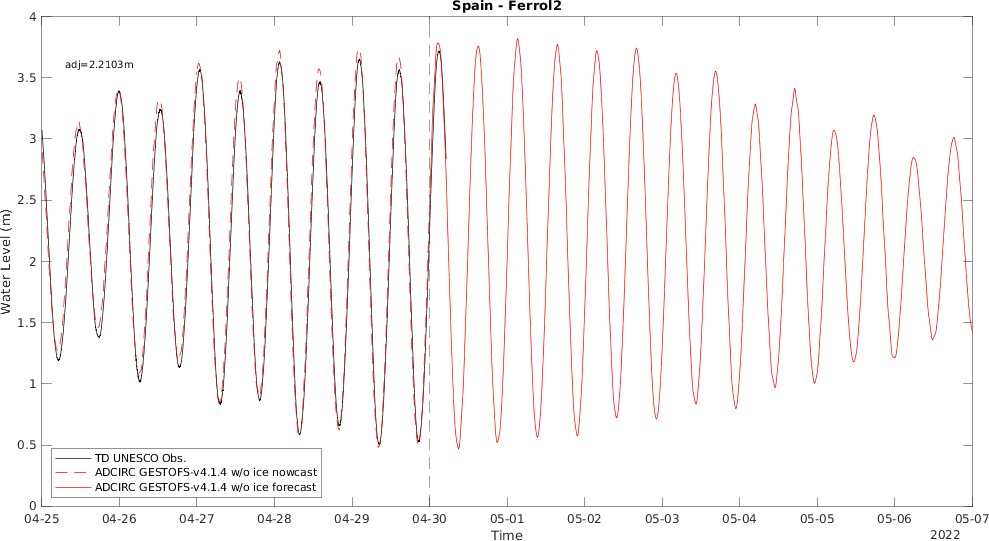 Spain - Ferrol2
4
adj=2.2103m
3.5
3
2.5
2
1.5
1
0.5
0
Water Level (m)
TD UNESCO Obs.
ADCIRC GESTOFS-v4.1.4 w/o ice nowcast
ADCIRC GESTOFS-v4.1.4 w/o ice forecast
04-25 04-26 04-27 04-28 04-29 04-30 05-01 05-02 05-03 05-04 05-05 05-06 05-07
Time
2022